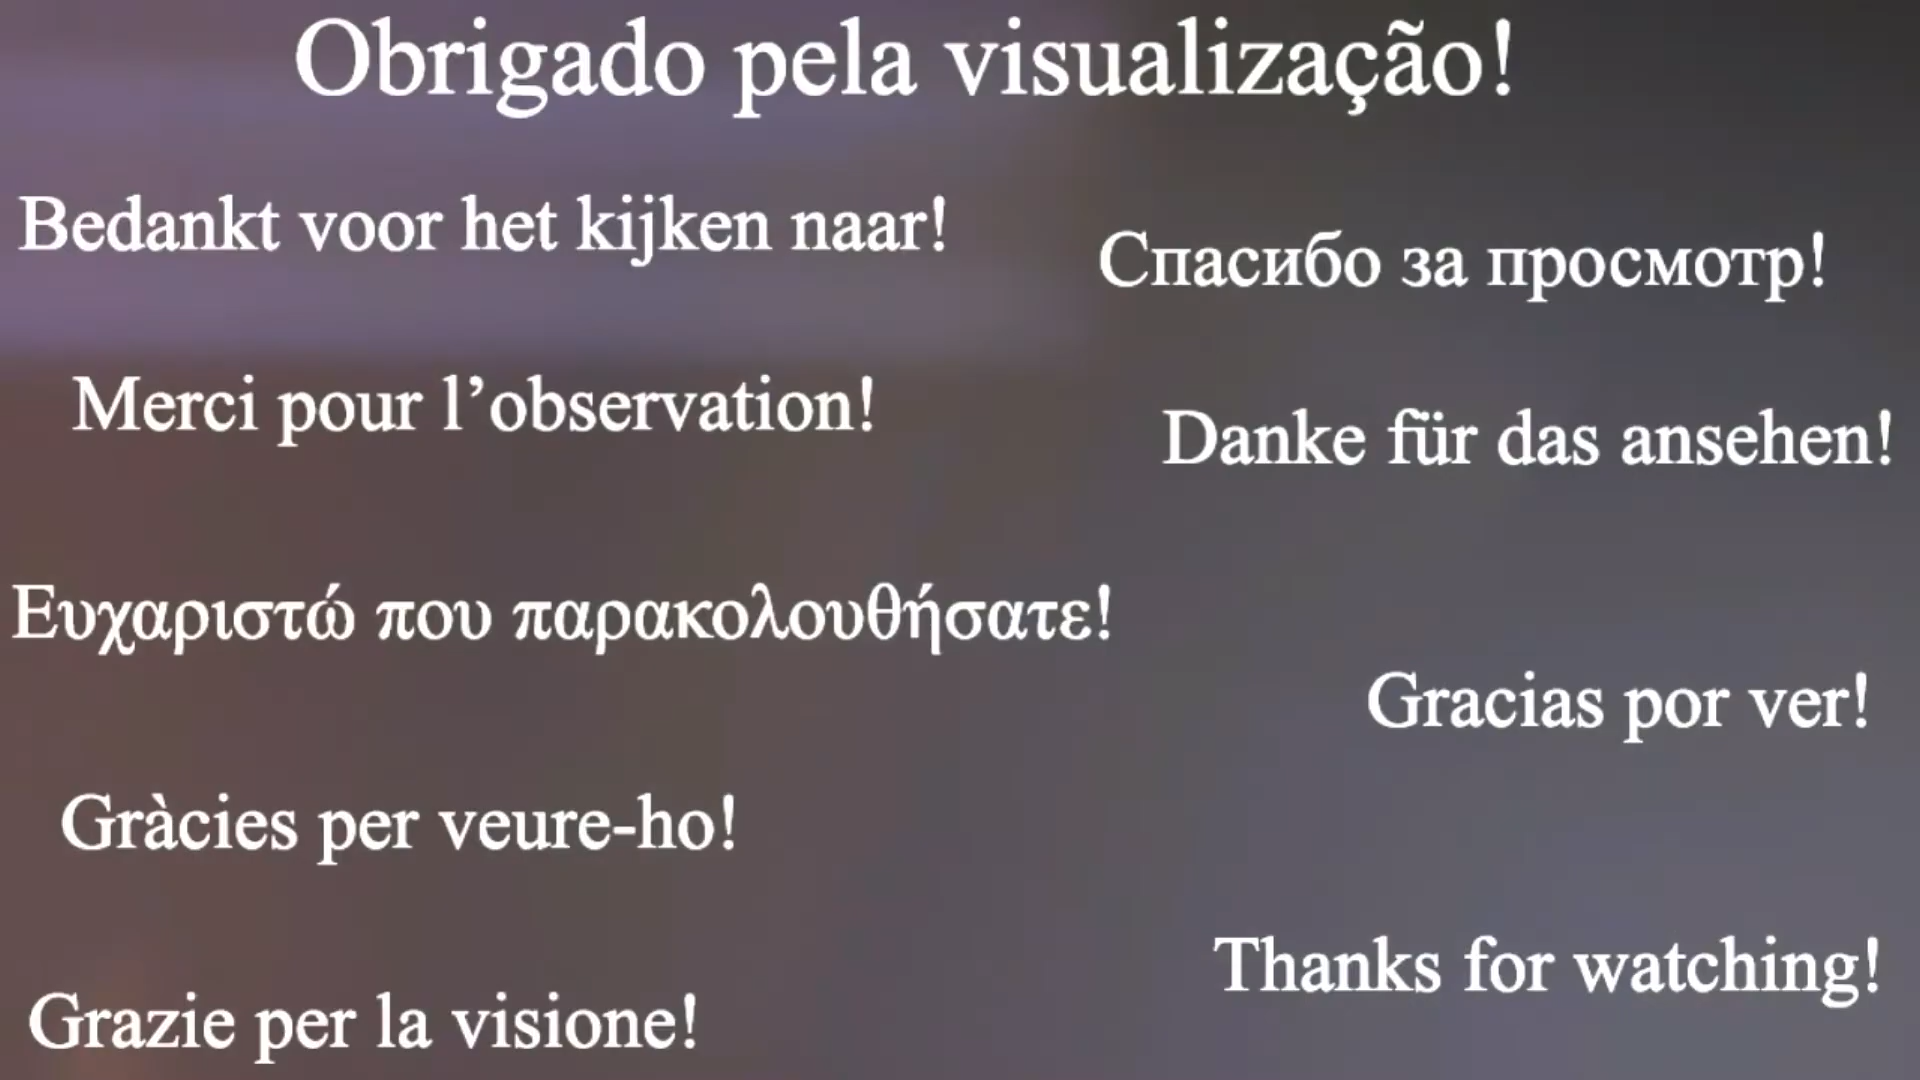 Obrigado pela visualização!
Bedankt voor het kijken naar!
Спасибо за просмотр!
Merci pour l’observation!
Danke für das ansehen!
Ευχαριστώ που παρακολουθήσατε!
Gracias por ver!
Gràcies per veure-ho!
Thanks for watching!
Grazie per la visione!